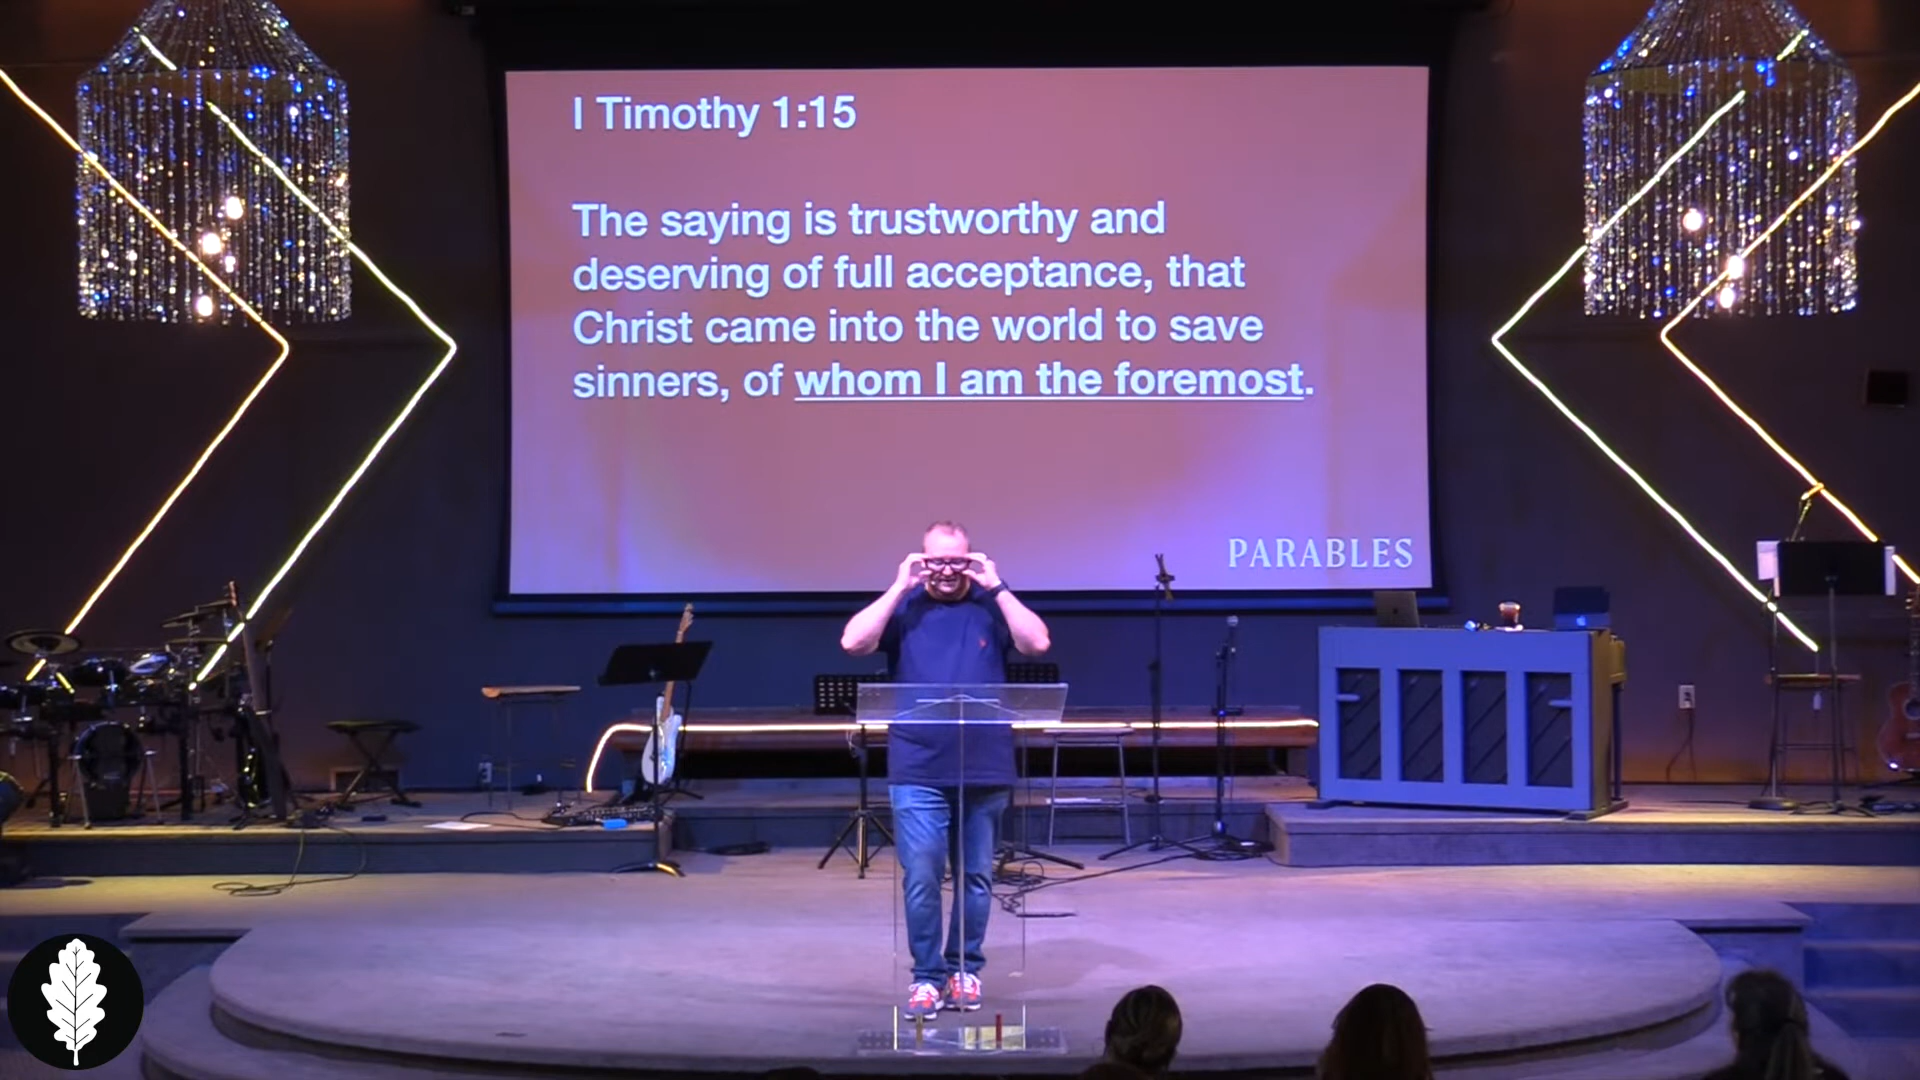 I Timothy 1:15
The saying is trustworthy and
deserving of full acceptance, that
Christ came into the world to save
sinners, of whom I am the foremost.
PARABLES